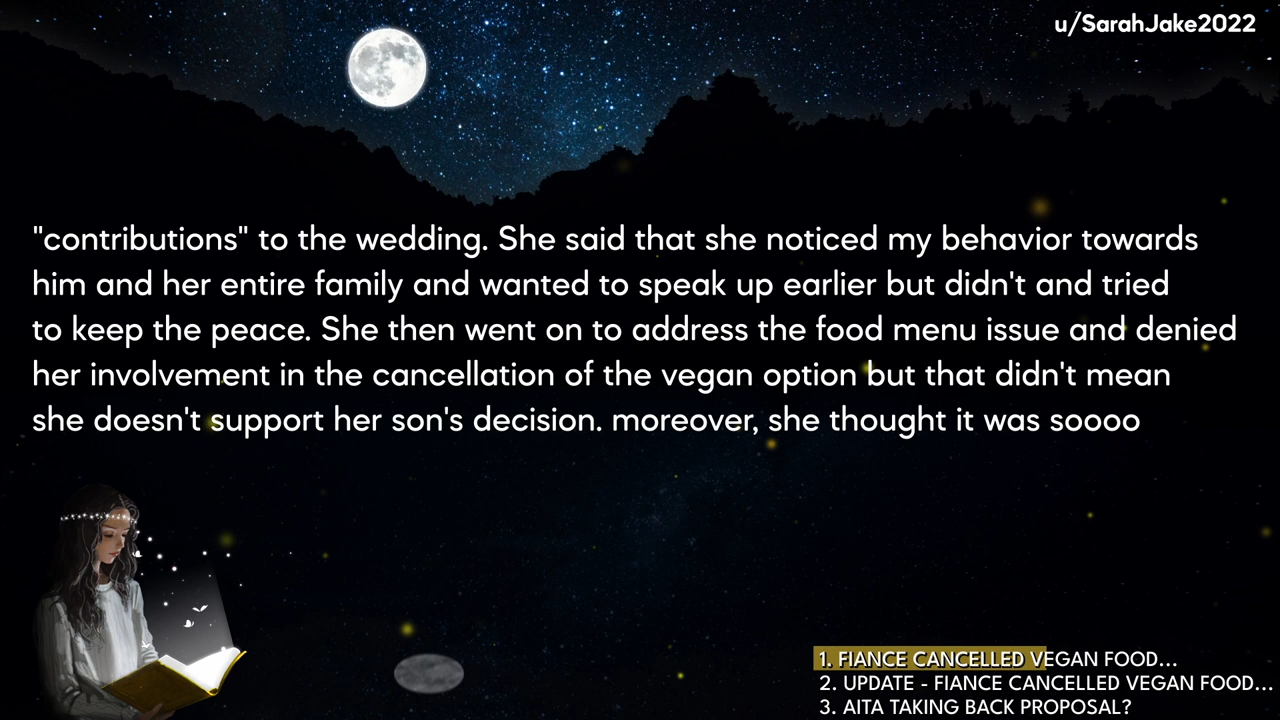 u/SarahJake2022
"contributions" to the wedding. She said that she noticed my behavior towards
him and her entire family and wanted to speak up earlier but didn't and tried
to keep the peace. She then went on to address the food menu issue and denied
her involvement in the cancellation of the vegan option but that didn't mean
she doesn't support her son's decision. moreover, she thought it was soooo
1. FIANCE CANCELLED VEGAN FOOD...
2. UPDATE - FIANCE CANCELLED VEGAN FOOD...
3. AITA TAKING BACK PROPOSAL?